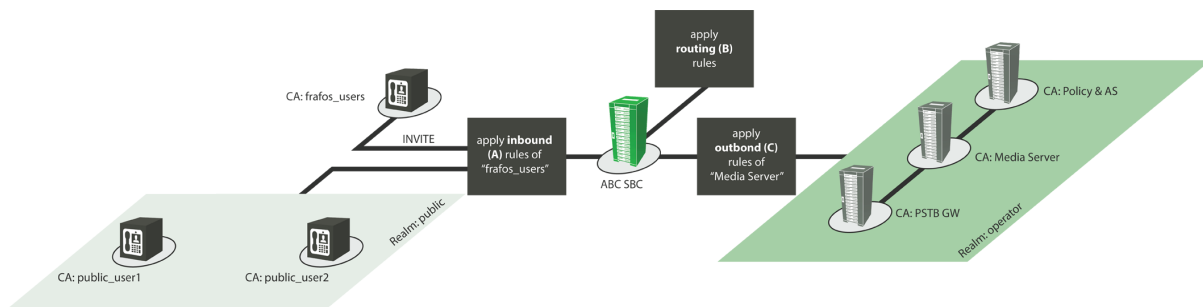 apply
routing (B)
rules
CA: frafos_users
INVITE
apply inbound
(A) rules of
“frafos_users”
ABC SBC
apply
outbond (C)
rules of
“Media Server”
CA: Policy & AS
CA: Media Server
CA: PSTB GW
Realm: operator
Realm: public
CA: public_user1
CA: public_user2